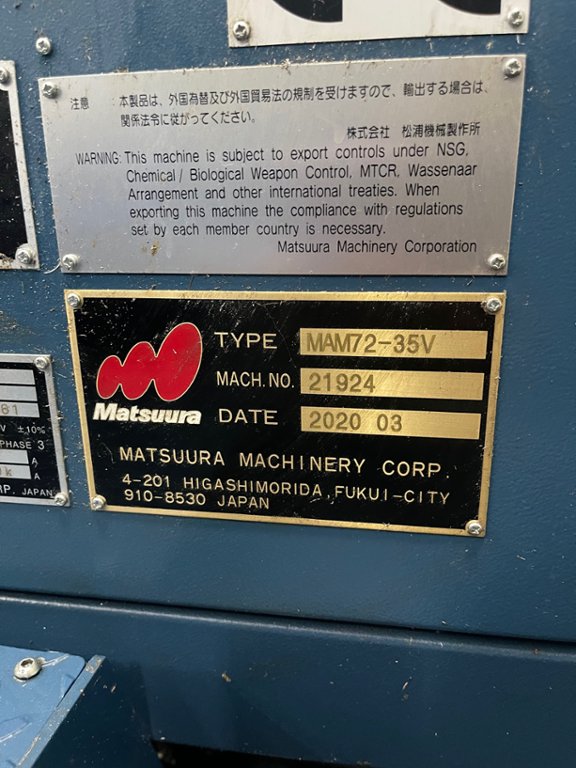 注意 : 本製品は、外国為替及び外国貿易法の規制を受けますので、輸出する場合は、
関係法令に従がってください。
株式会社 松浦機械製作所
WARNING: This machine is subject to export controls under NSG,
Chemical / Biological Weapon Control, MTCR, Wassenaar
Arrangement and other international treaties. When
exporting this machine the compliance with regulations
set by each member country is necessary.
Matsuura Machinery Corporation
Matsuura
TYPE MAM72-35V
MACH. NO. 21924
DATE 2020 03
MATSUURA MACHINERY CORP.
4-201 HIGASHIMORIDA, FUKUI-CITY
910-8530 JAPAN
61
V ±10%
PHASE 3
A
A
RP. JAPAN